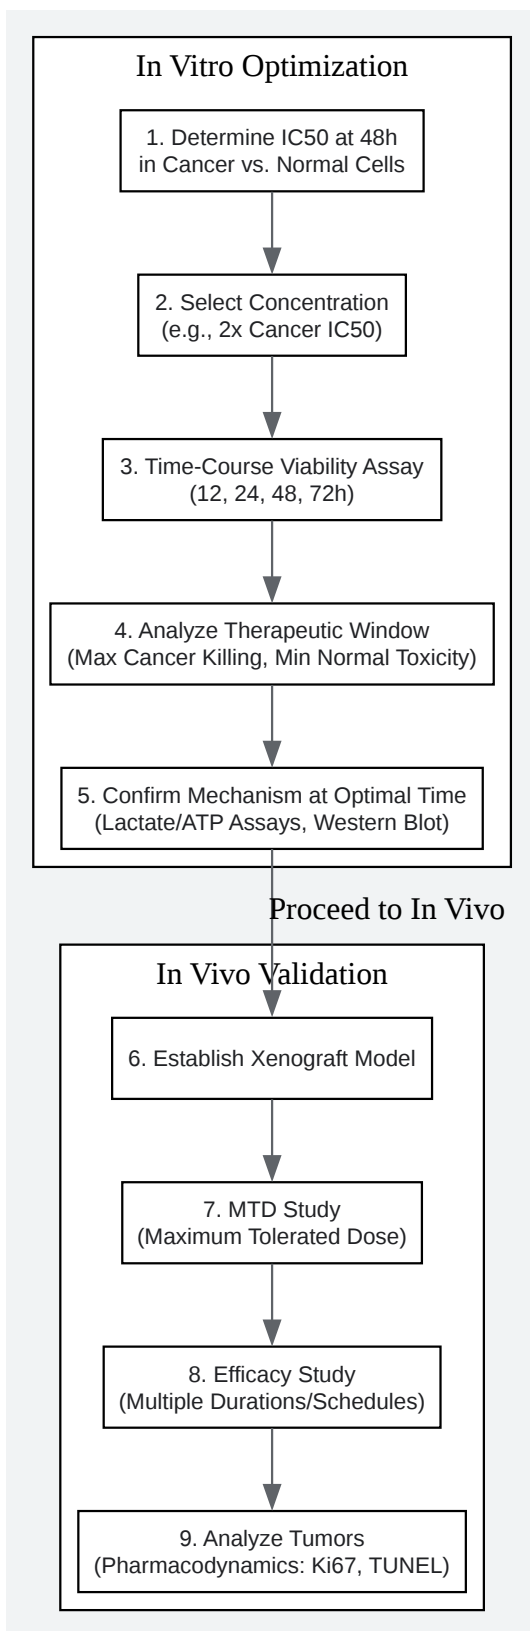 In Vitro Optimization
1. Determine IC50 at 48h
in Cancer vs. Normal Cells
2. Select Concentration
(e.g., 2x Cancer IC50)
3. Time-Course Viability Assay
(12, 24, 48, 72h)
4. Analyze Therapeutic Window
(Max Cancer Killing, Min Normal Toxicity)
5. Confirm Mechanism at Optimal Time
(Lactate/ATP Assays, Western Blot)
Proceed to In Vivo
In Vivo Validation
6. Establish Xenograft Model
7. MTD Study
(Maximum Tolerated Dose)
8. Efficacy Study
(Multiple Durations/Schedules)
9. Analyze Tumors
(Pharmacodynamics: Ki67, TUNEL)